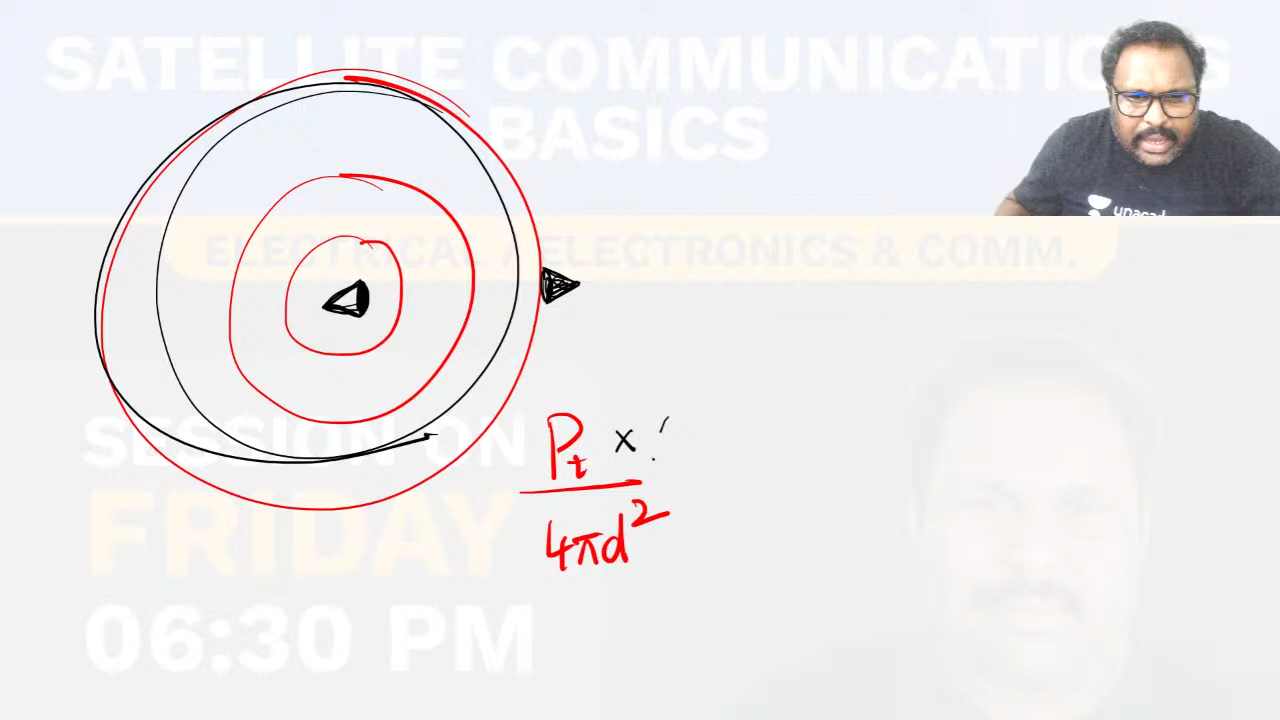 SATELLITE COMMUNICATIONS
BASICS
ELECTRICAL / ELECTRONICS & COMM.
SESSION ON
FRIDAY
06:30 PM
Pt ×
4πd²